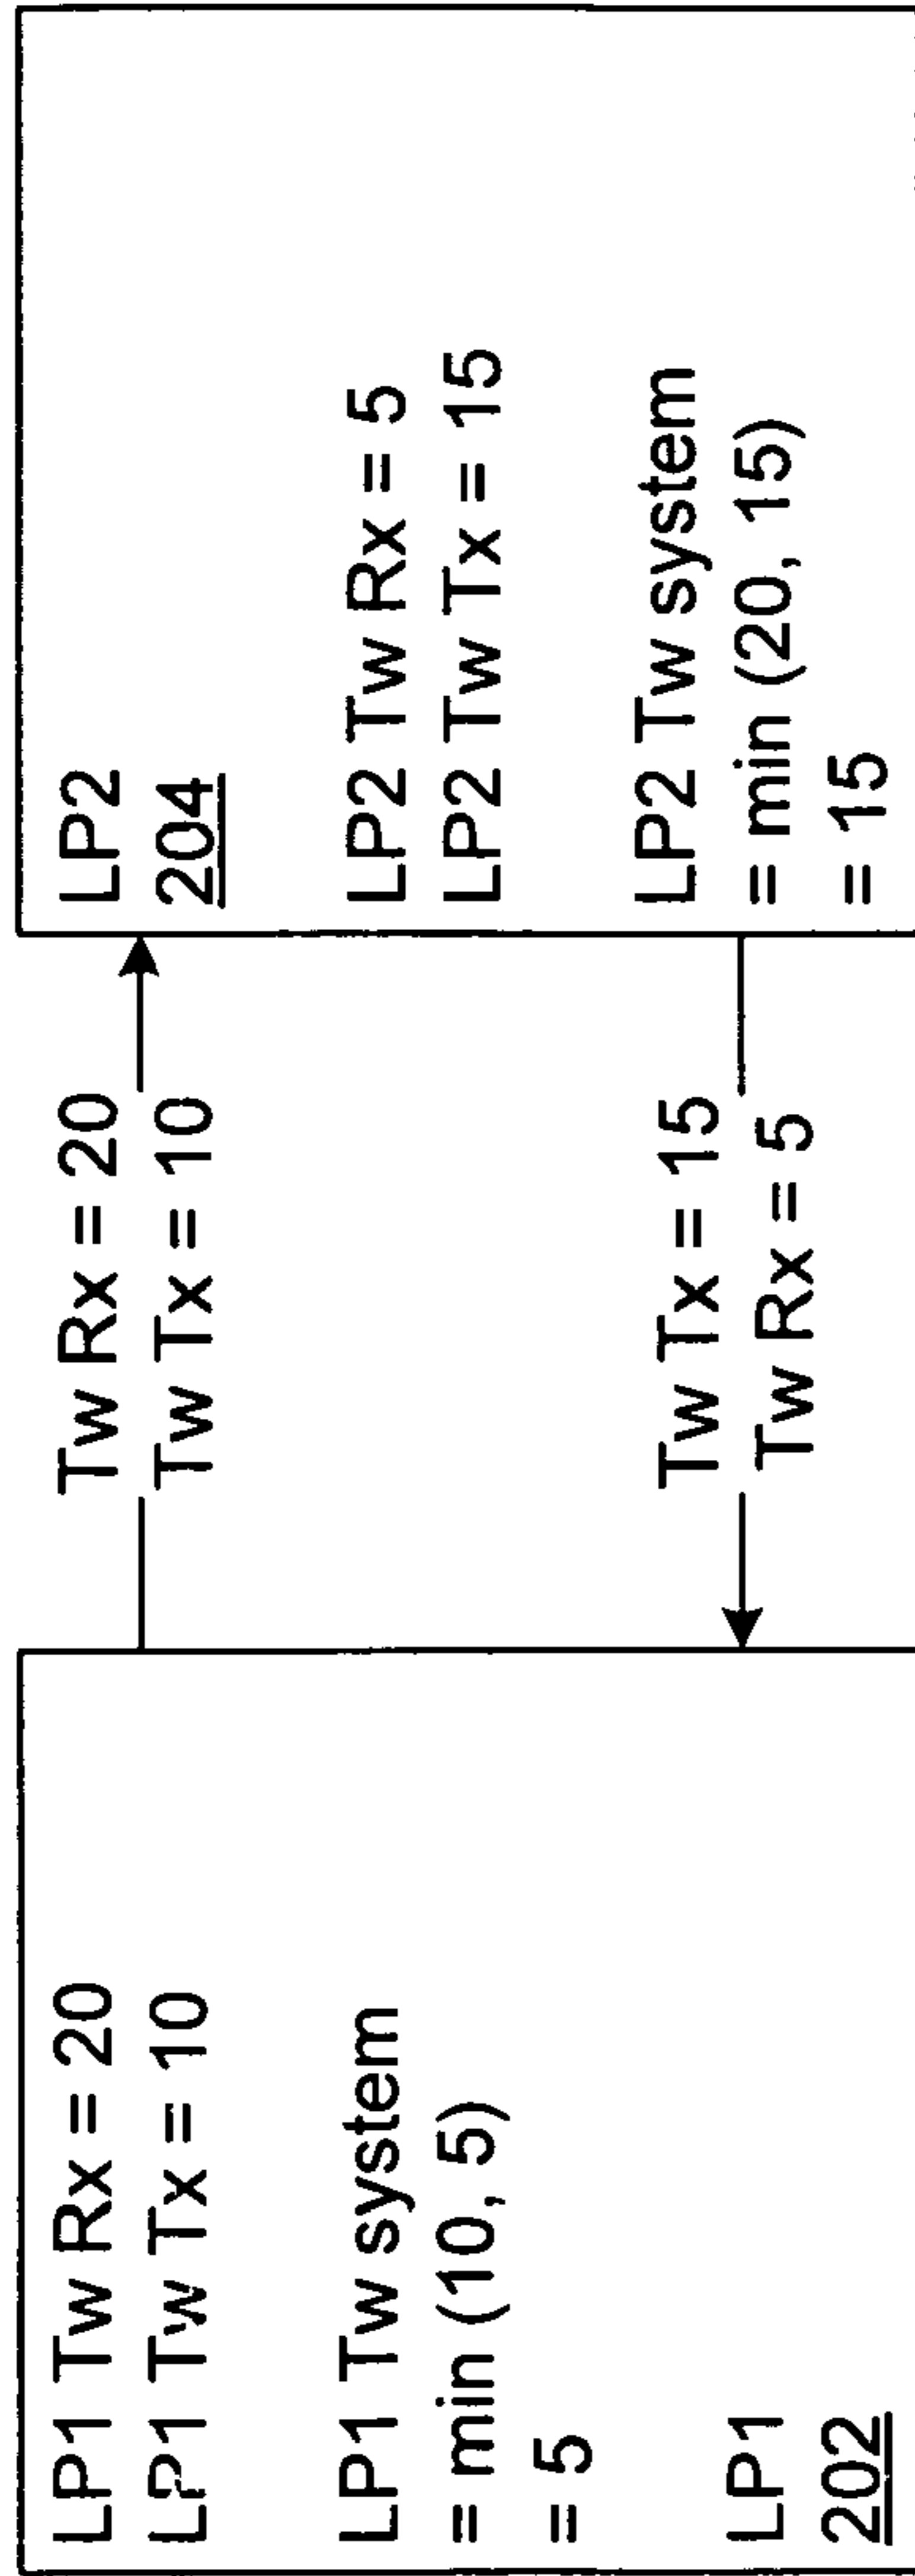 LP1 Tw Rx = 20
LP1 Tw Tx = 10
LP1 Tw system
= min (10, 5)
= 5
LP1
202
Tw Rx = 20
Tw Tx = 10
Tw Tx = 15
Tw Rx = 5
LP2
204
LP2 Tw Rx = 5
LP2 Tw Tx = 15
LP2 Tw system
= min (20, 15)
= 15